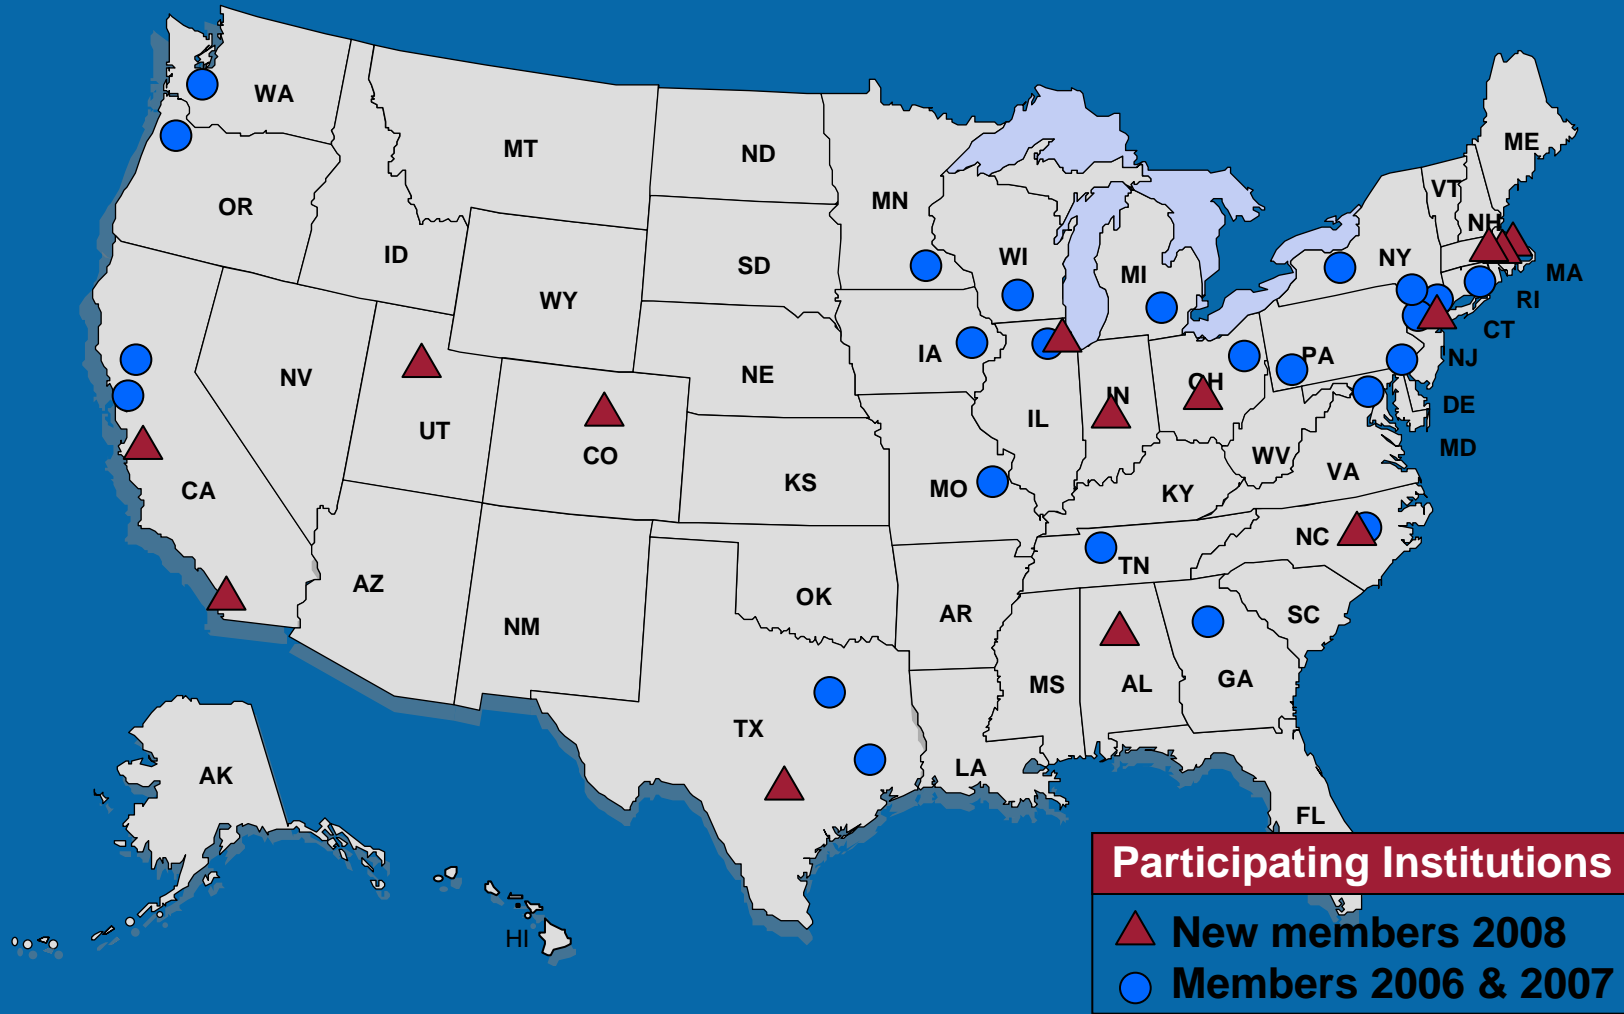 WA
MT
ND
ME
MN
VT
OR
NH
ID
SD
WI
MI
NY
MA
WY
RI
CT
IA
PA
NJ
NV
NE
OH
IN
DE
UT
CO
IL
MD
CA
KS
MO
WV
VA
KY
NC
TN
AZ
OK
AR
SC
NM
MS
AL
GA
TX
LA
AK
FL
HI
Participating Institutions
New members 2008
Members 2006 & 2007